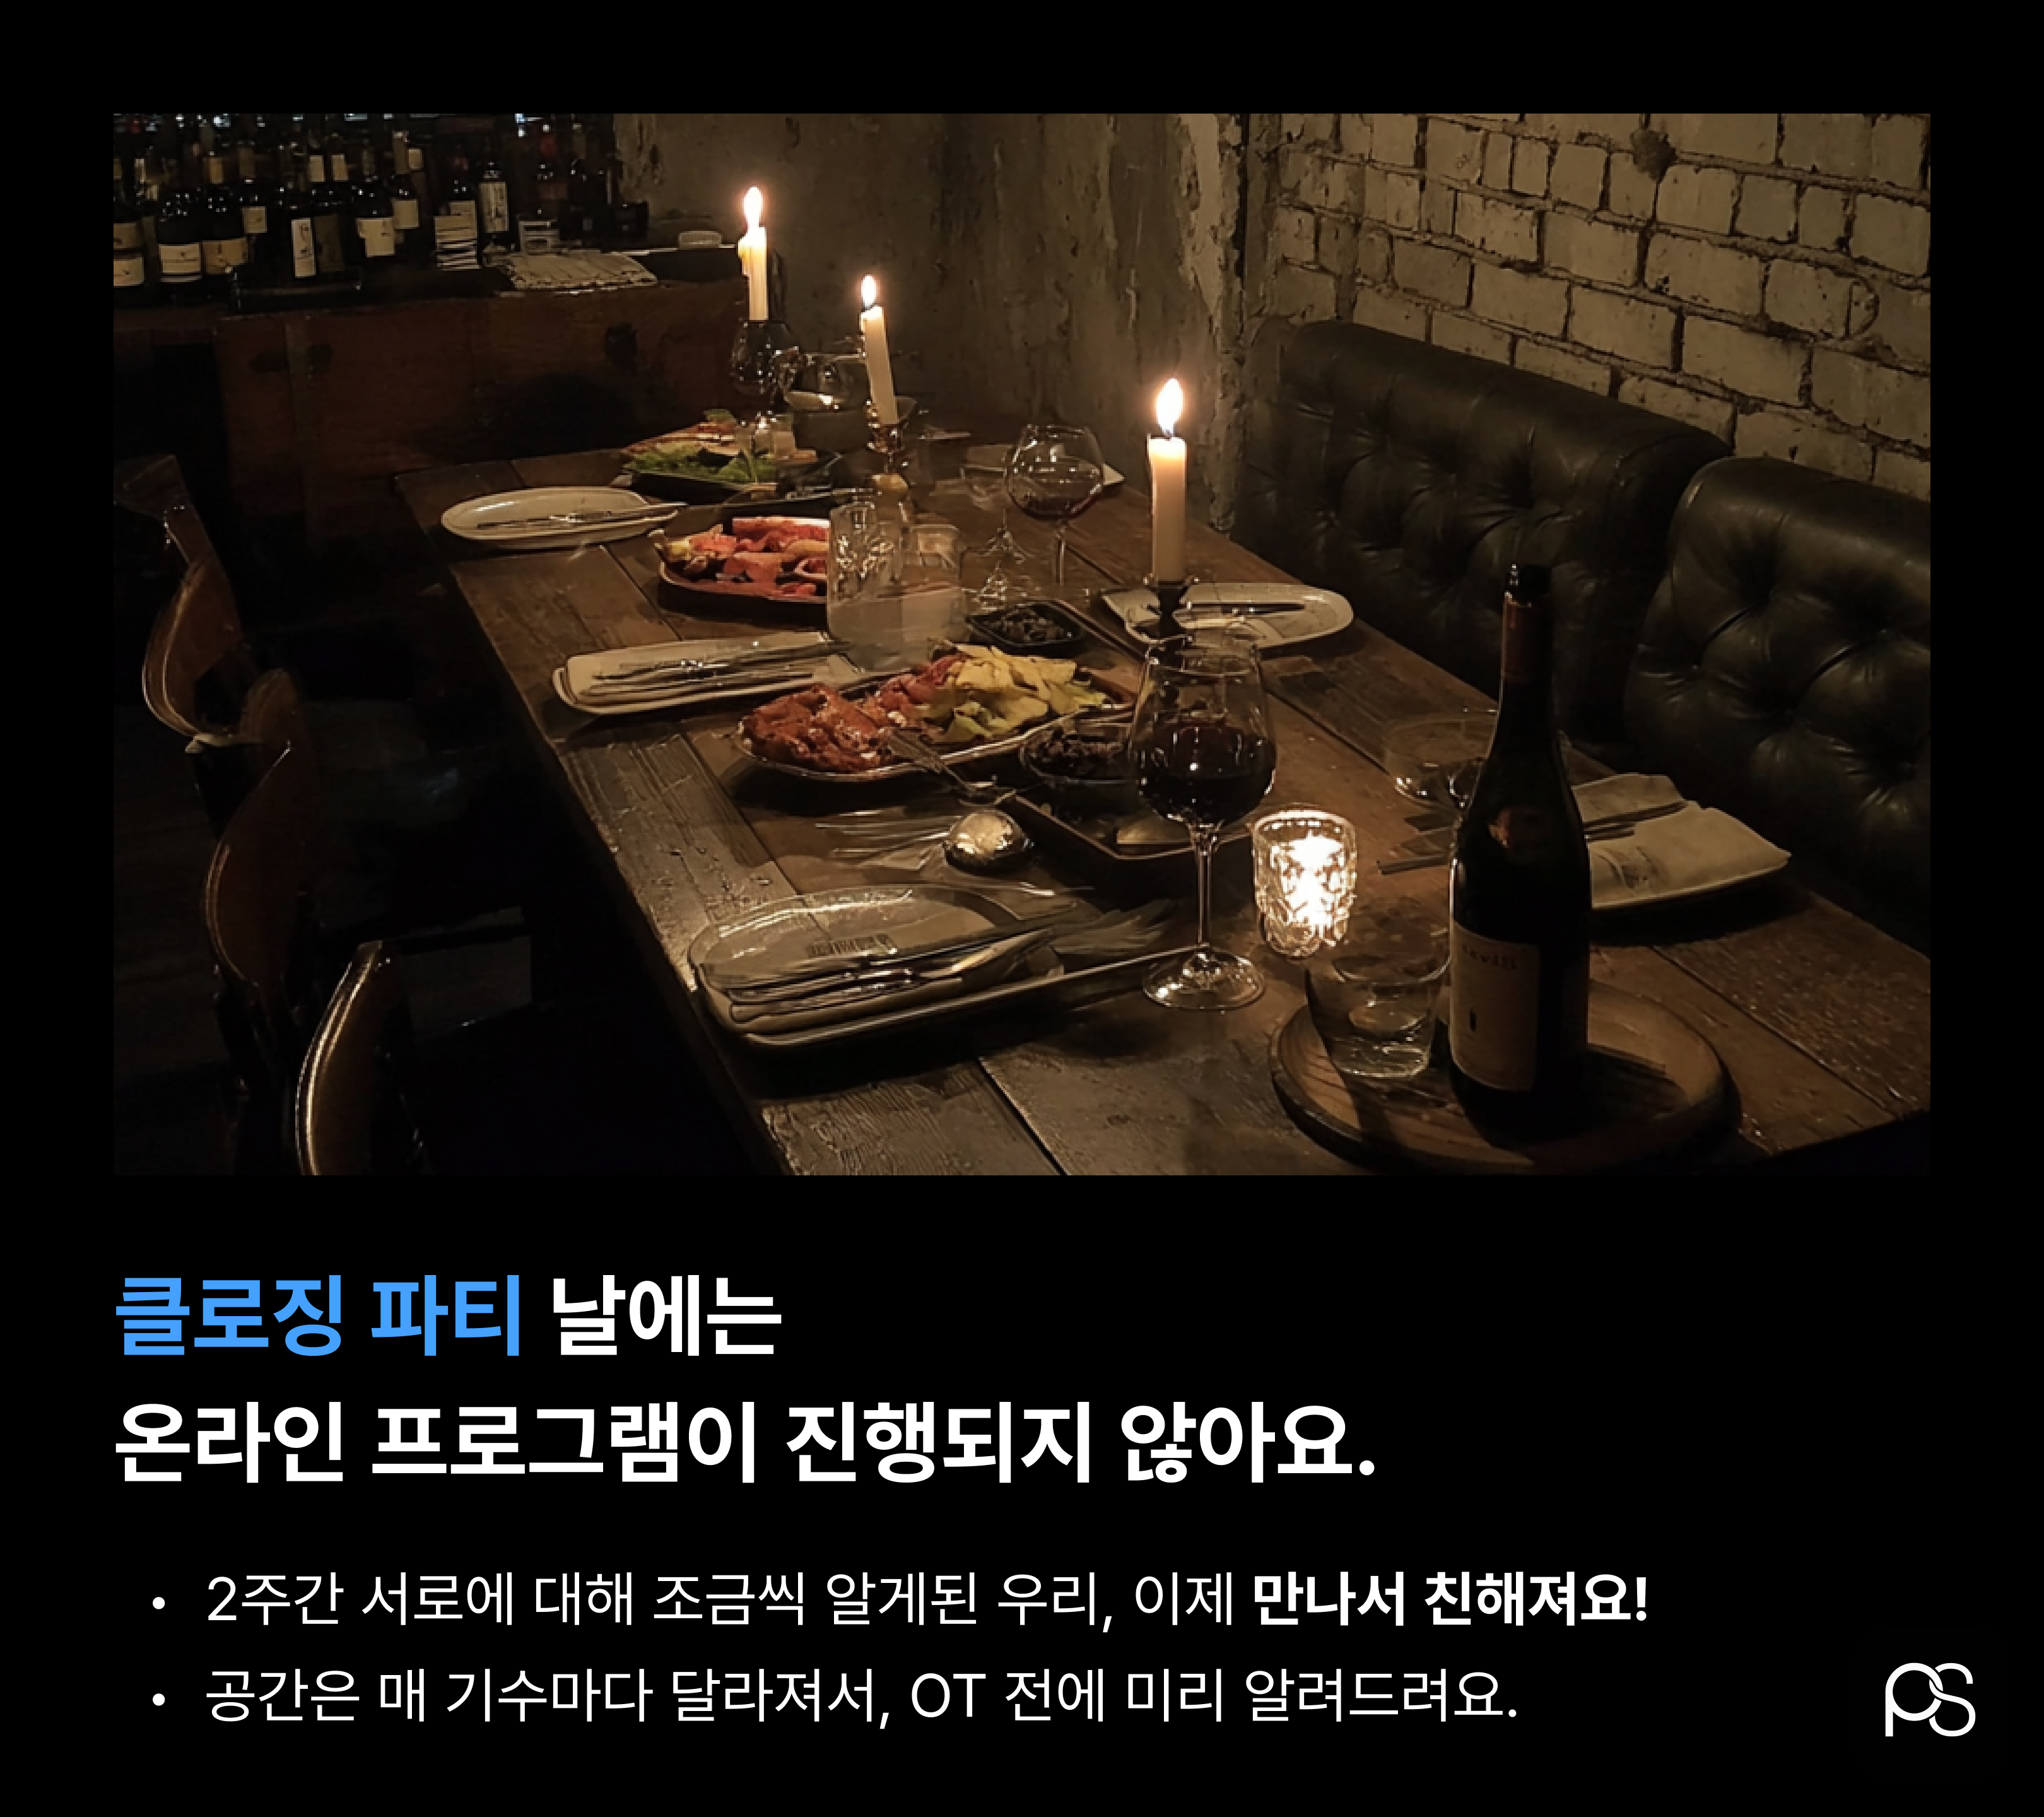 클로징 파티 날에는
온라인 프로그램이 진행되지 않아요.
• 2주간 서로에 대해 조금씩 알게된 우리, 이제 만나서 친해져요!
• 공간은 매 기수마다 달라져서, OT 전에 미리 알려드려요.
PS